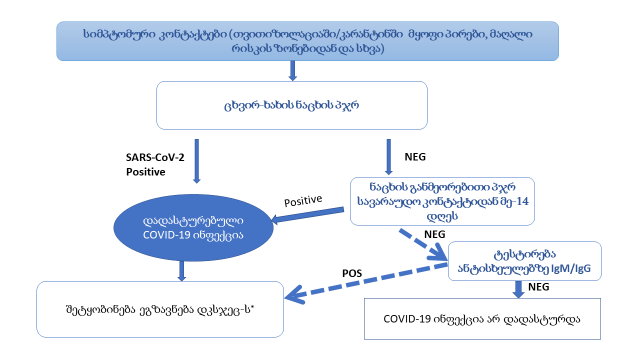 სიმპტომური კონტაქტები (თვითიზოლაციაში/კარანტინში მყოფი პირები, მაღალი
რისკის ზონებიდან და სხვა)
ცხვირ-ხახის ნაცხის პჯრ
SARS-CoV-2
Positive
NEG
ნაცხის განმეორებითი პჯრ
სავარაუდო კონტაქტიდან მე-14
დღეს
Positive
დადასტურებული
COVID-19 ინფექცია
NEG
ტესტირება
ანტისხეულებზე IgM/IgG
POS
NEG
შეტყობინება ეგზავნება დკსჯეც-ს*
COVID-19 ინფექცია არ დადასტურდა